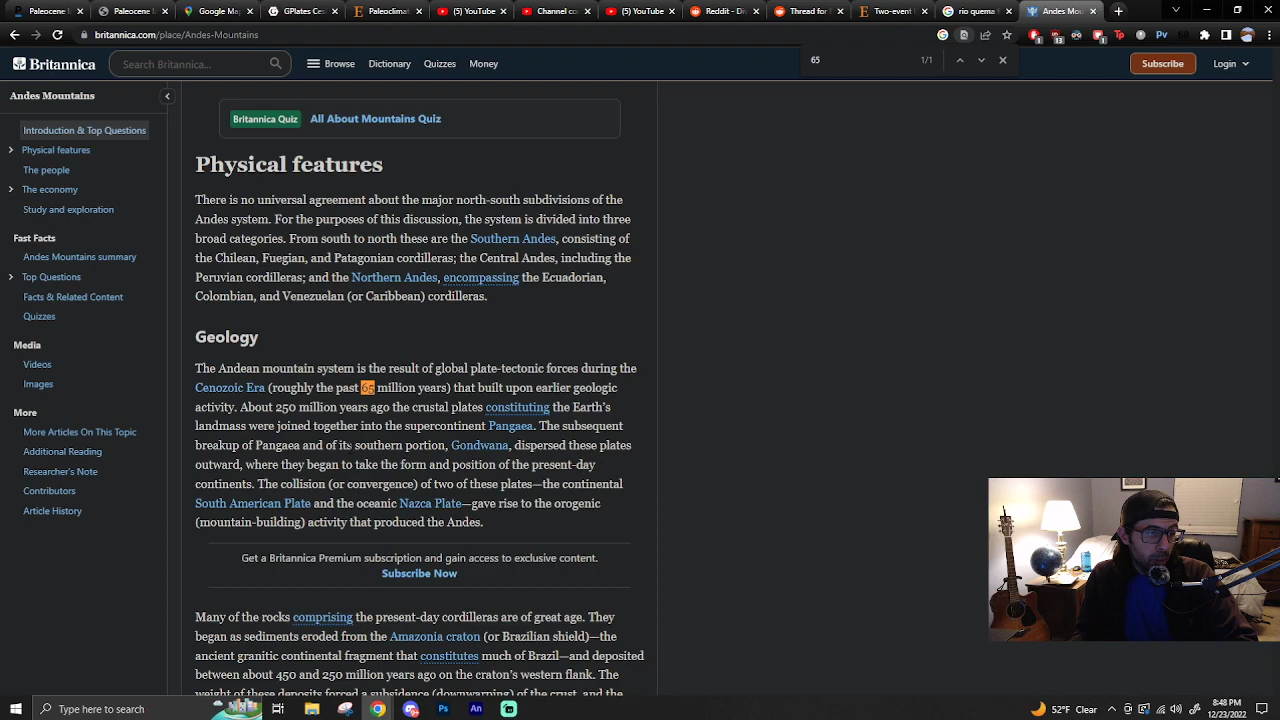 Paleocene
Paleocene
Google Ma
GPlates Ce
Paleoclimat
(5) YouTube
Channel co
(5) YouTube
Reddit - Di
Thread for
Two-event
rio quema
Andes Mou
britannica.com/place/Andes-Mountains
65
1/1
Britannica
Search Britannica...
Browse
Dictionary
Quizzes
Money
Subscribe
Login
Andes Mountains
Introduction & Top Questions
Physical features
The people
The economy
Study and exploration
Fast Facts
Andes Mountains summary
Top Questions
Facts & Related Content
Quizzes
Media
Videos
Images
More
More Articles On This Topic
Additional Reading
Researcher's Note
Contributors
Article History
Britannica Quiz
All About Mountains Quiz
Physical features
There is no universal agreement about the major north-south subdivisions of the
Andes system. For the purposes of this discussion, the system is divided into three
broad categories. From south to north these are the Southern Andes, consisting of
the Chilean, Fuegian, and Patagonian cordilleras; the Central Andes, including the
Peruvian cordilleras; and the Northern Andes, encompassing the Ecuadorian,
Colombian, and Venezuelan (or Caribbean) cordilleras.
Geology
The Andean mountain system is the result of global plate-tectonic forces during the
Cenozoic Era (roughly the past 65 million years) that built upon earlier geologic
activity. About 250 million years ago the crustal plates constituting the Earth's
landmass were joined together into the supercontinent Pangaea. The subsequent
breakup of Pangaea and of its southern portion, Gondwana, dispersed these plates
outward, where they began to take the form and position of the present-day
continents. The collision (or convergence) of two of these plates—the continental
South American Plate and the oceanic Nazca Plate—gave rise to the orogenic
(mountain-building) activity that produced the Andes.
Get a Britannica Premium subscription and gain access to exclusive content.
Subscribe Now
Many of the rocks comprising the present-day cordilleras are of great age. They
began as sediments eroded from the Amazonia craton (or Brazilian shield)—the
ancient granitic continental fragment that constitutes much of Brazil—and deposited
between about 450 and 250 million years ago on the craton's western flank. The
weight of these deposits forced a subsidence (downwarping) of the crust, and the
Type here to search
52°F Clear
8:48 PM
12/23/2022